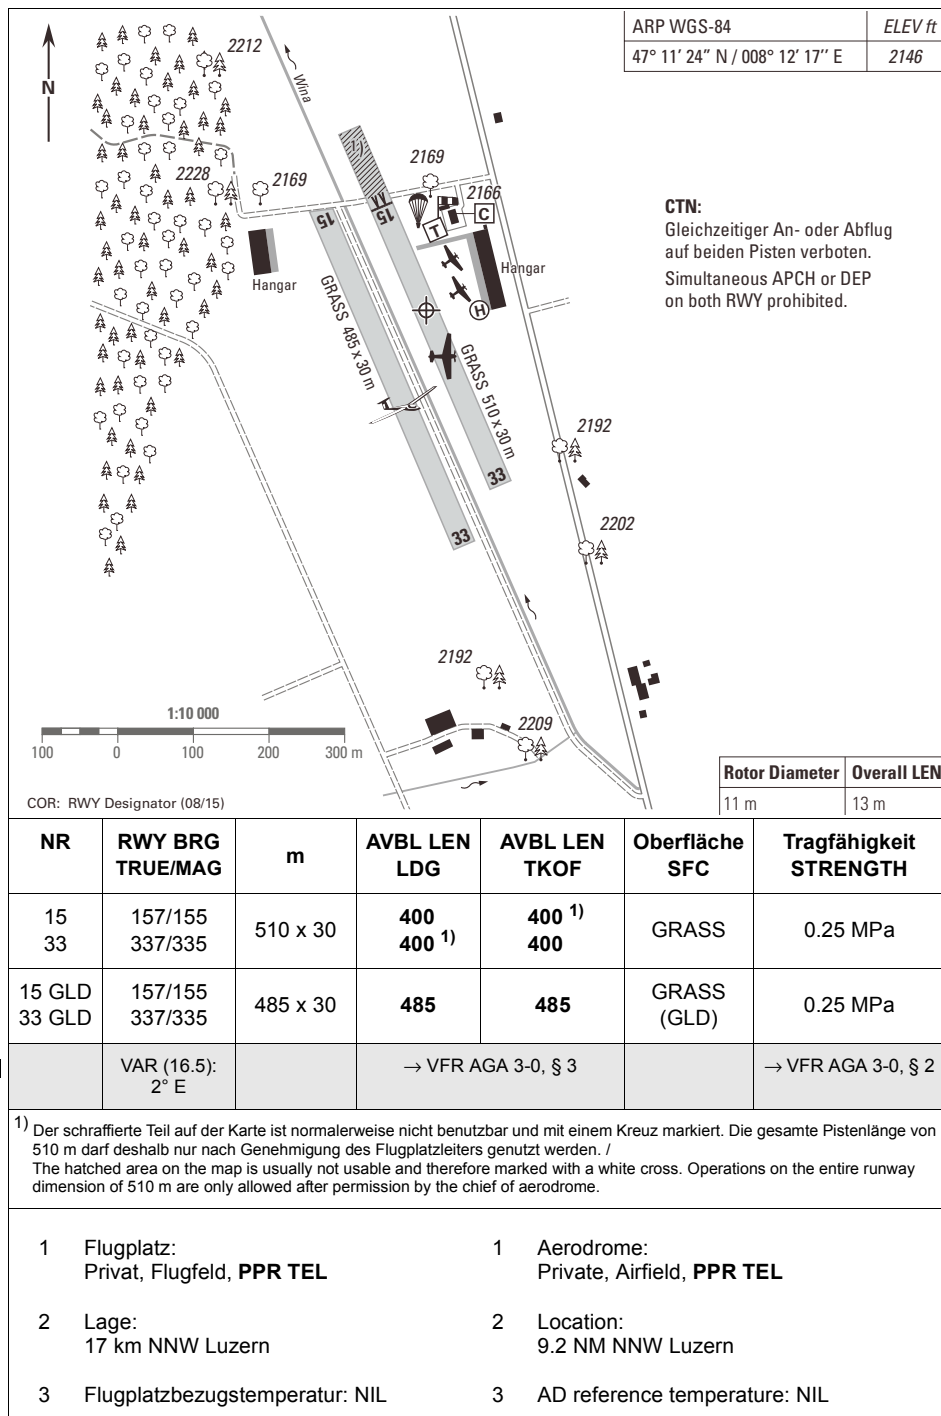 ARP WGS-84 ELEV ft
47° 11′ 24″ N / 008° 12′ 17″ E 2146
N
2212
Wina
1)
2169
2228
2169
2166
15
15
C
T
H
Hangar
Hangar
GRASS 485 x 30 m
GRASS 510 x 30 m
CTN:
Gleichzeitiger An- oder Abflug
auf beiden Pisten verboten.
Simultaneous APCH or DEP
on both RWY prohibited.
2192
33
33
2202
2192
2209
1:10 000
100 0 100 200 300 m
COR: RWY Designator (08/15)
Rotor Diameter Overall LEN
11 m 13 m
NR RWY BRG TRUE/MAG m AVBL LEN LDG AVBL LEN TKOF Oberfläche SFC Tragfähigkeit STRENGTH
15 157/155 510 x 30 400 400 1) GRASS 0.25 MPa
33 337/335 400 1) 400
15 GLD 157/155 485 x 30 485 485 GRASS 0.25 MPa
33 GLD 337/335 (GLD)
VAR (16.5): → VFR AGA 3-0, § 3 → VFR AGA 3-0, § 2
2° E
1) Der schraffierte Teil auf der Karte ist normalerweise nicht benutzbar und mit einem Kreuz markiert. Die gesamte Pistenlänge von
510 m darf deshalb nur nach Genehmigung des Flugplatzleiters genutzt werden. /
The hatched area on the map is usually not usable and therefore marked with a white cross. Operations on the entire runway
dimension of 510 m are only allowed after permission by the chief of aerodrome.
1 Flugplatz:
Privat, Flugfeld, PPR TEL
2 Lage:
17 km NNW Luzern
3 Flugplatzbezugstemperatur: NIL
1 Aerodrome:
Private, Airfield, PPR TEL
2 Location:
9.2 NM NNW Luzern
3 AD reference temperature: NIL